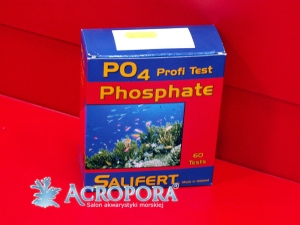 PO4 Profi Test
Phosphate
60
Tests
SALIFERT
ACROPORA
Salon akwarystyki morskiej